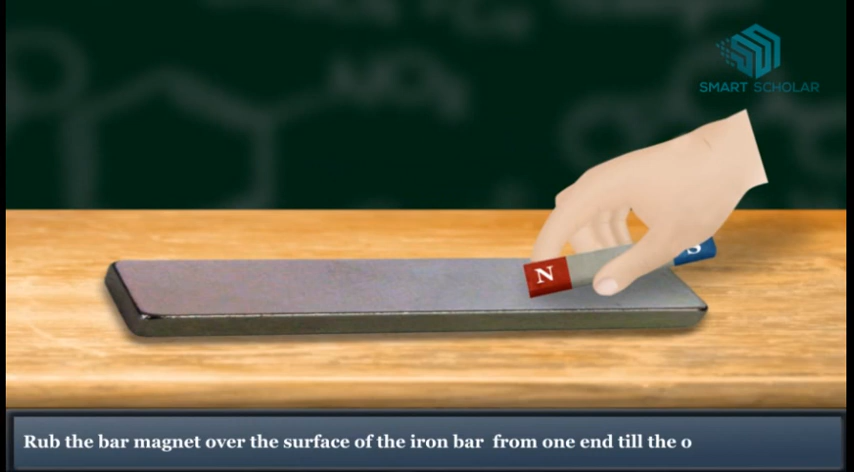 SMART SCHOLAR
N
S
Rub the bar magnet over the surface of the iron bar  from one end till the o